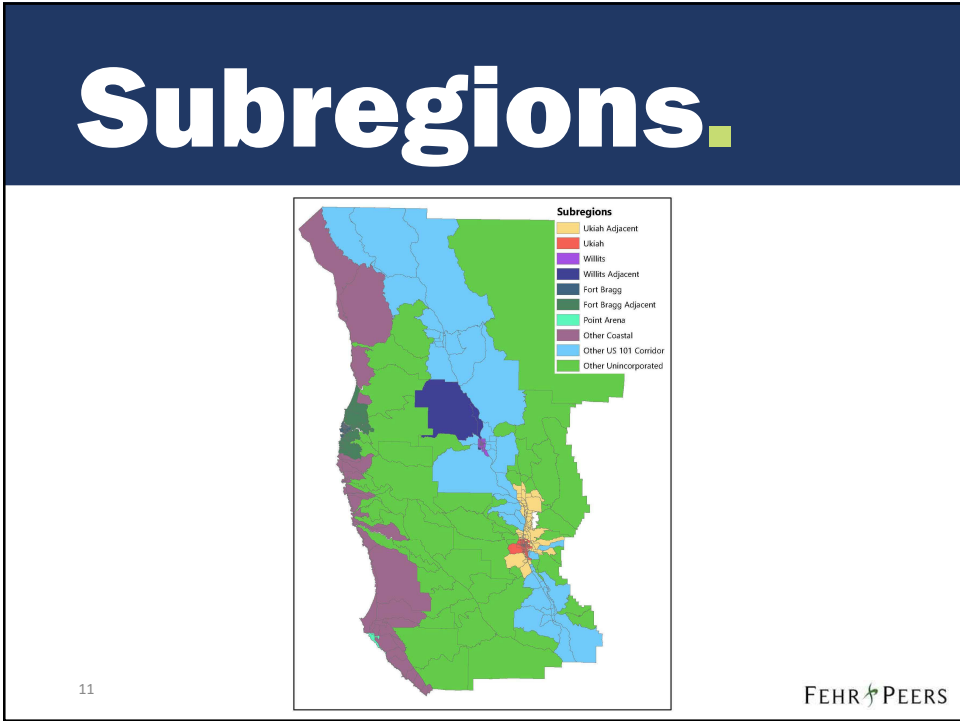 Subregions.
Subregions
Ukiah Adjacent
Ukiah
Willits
Willits Adjacent
Fort Bragg
Fort Bragg Adjacent
Point Arena
Other Coastal
Other US 101 Corridor
Other Unincorporated
11
FEHR PEERS